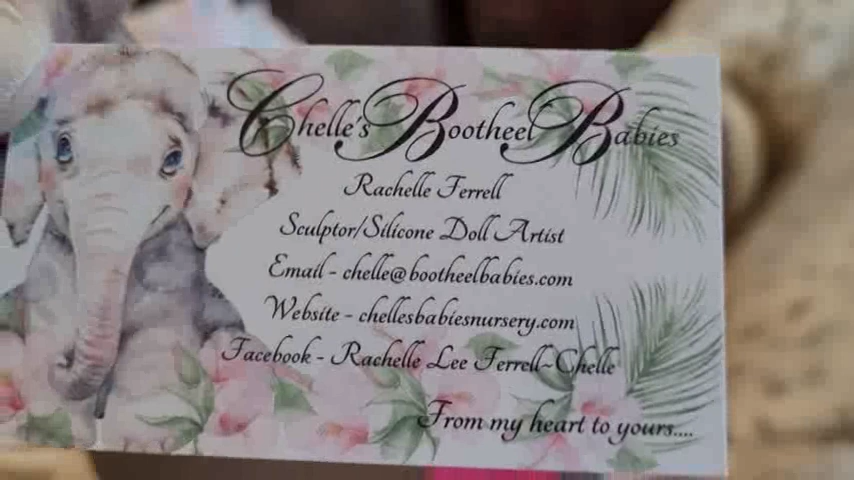 Chelle's Bootheel Babies
Rachelle Ferrell
Sculptor/Silicone Doll Artist
Email - chelle@bootheelbabies.com
Website - chellesbabiesnursery.com
Facebook - Rachelle Lee Ferrell~Chelle
From my heart to yours....